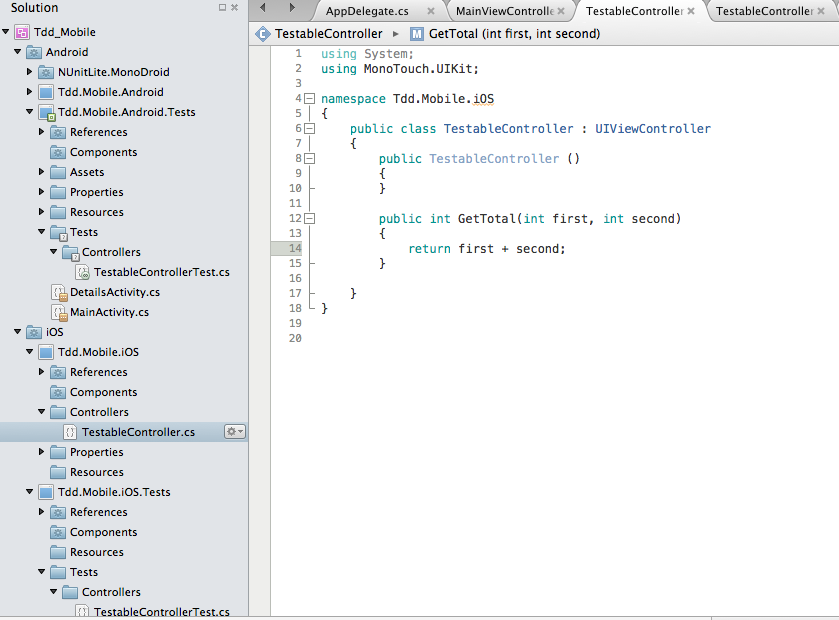 Solution
Tdd_Mobile
Android
NUnitLite.MonoDroid
Tdd.Mobile.Android
Tdd.Mobile.Android.Tests
References
Components
Assets
Properties
Resources
Tests
Controllers
TestableControllerTest.cs
DetailsActivity.cs
MainActivity.cs
iOS
Tdd.Mobile.iOS
References
Components
Controllers
TestableController.cs
Properties
Resources
Tdd.Mobile.iOS.Tests
References
Components
Resources
Tests
Controllers
TestableControllerTest.cs
AppDelegate.cs MainViewControlle TestableController TestableController
C TestableController M GetTotal (int first, int second)
1 using System;
2 using MonoTouch.UIKit;
3
4 namespace Tdd.Mobile.iOS
5 {
6 public class TestableController : UIViewController
7 {
8 public TestableController ()
9 {
10 }
11
12 public int GetTotal(int first, int second)
13 {
14 return first + second;
15 }
16
17 }
18 }
19
20